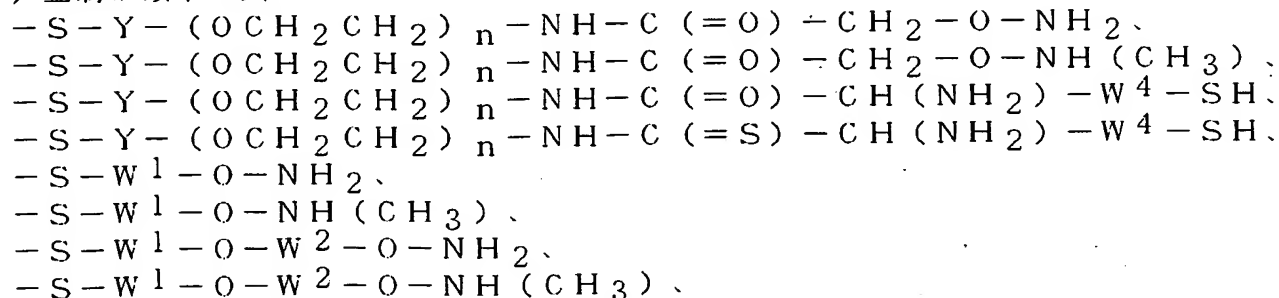 －S－Y－（OCH2CH2）n－NH－C（=O）－CH2－O－NH2、
－S－Y－（OCH2CH2）n－NH－C（=O）－CH2－O－NH（CH3）、
－S－Y－（OCH2CH2）n－NH－C（=O）－CH（NH2）－W4－SH、
－S－Y－（OCH2CH2）n－NH－C（=S）－CH（NH2）－W4－SH、
－S－W1－O－NH2、
－S－W1－O－NH（CH3）、
－S－W1－O－W2－O－NH2、
－S－W1－O－W2－O－NH（CH3）、